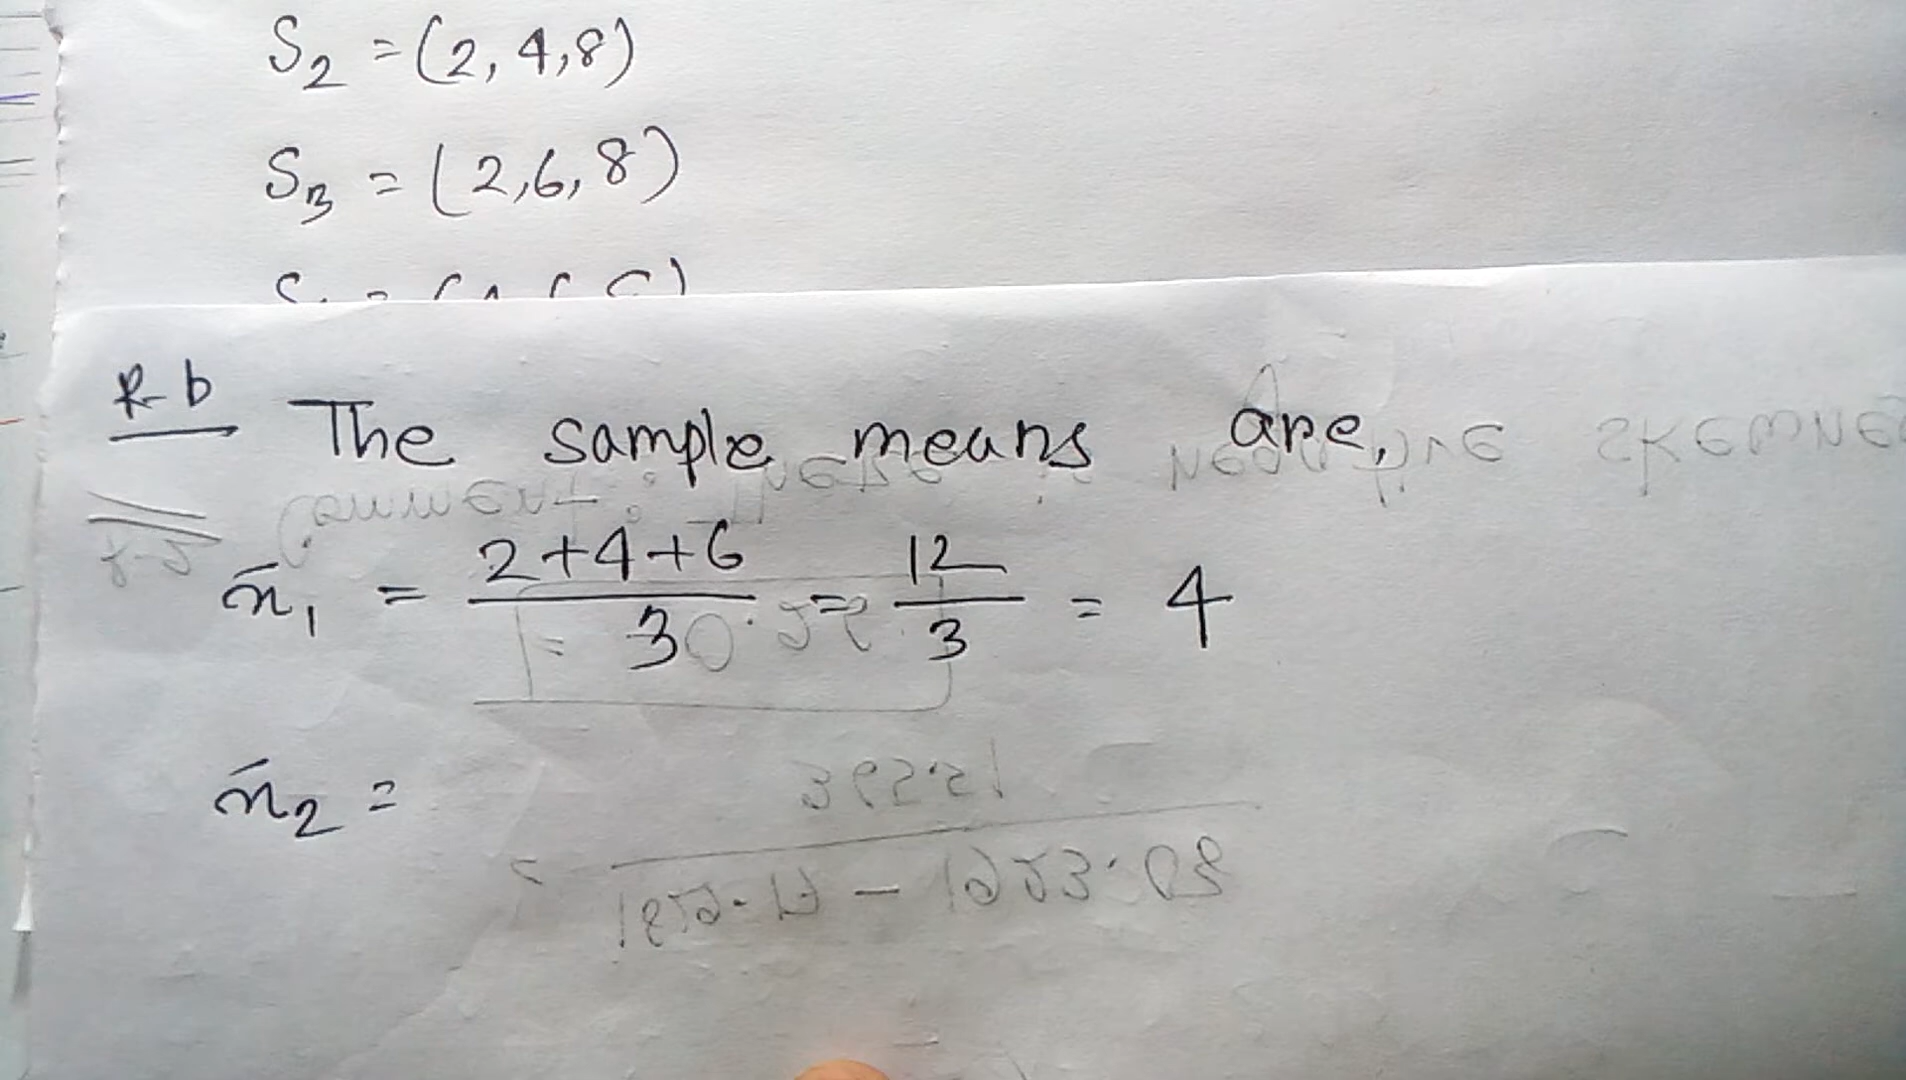 S₂ = (2, 4, 8)
S₃ = (2, 6, 8)
R-b The sample means are,
x̄₁ = (2+4+6)/3 = 12/3 = 4
x̄₂ =